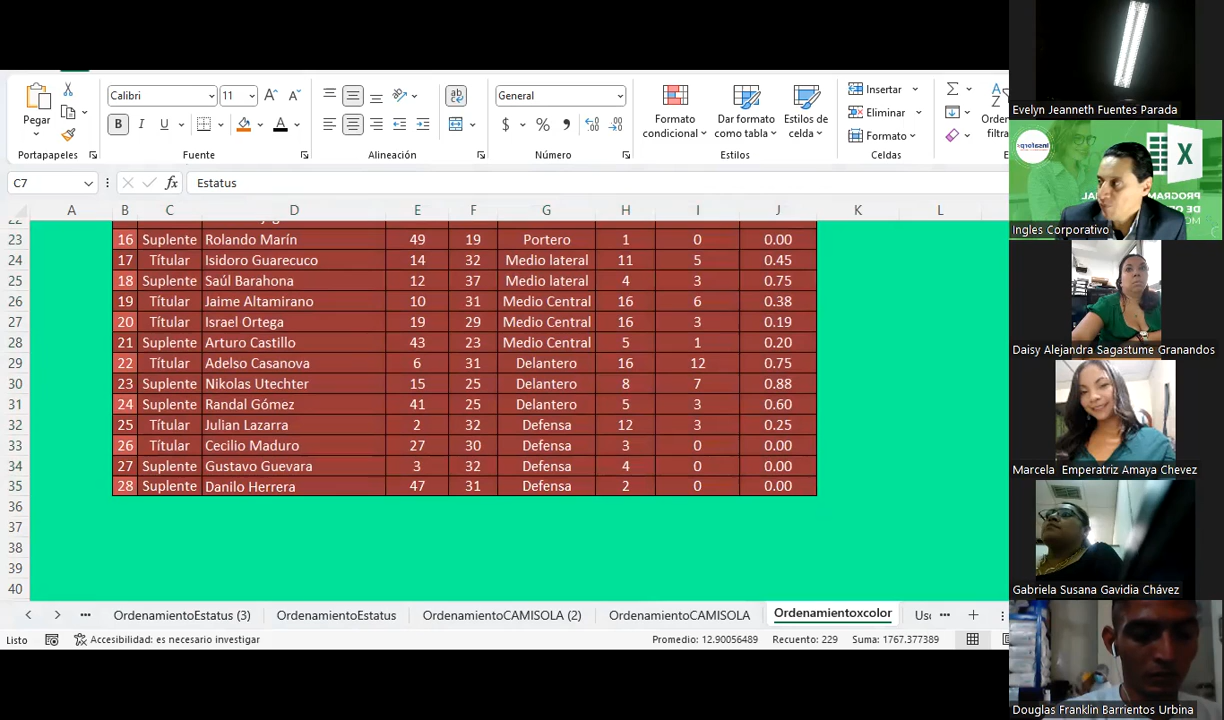 Pegar
Portapapeles
Calibri 11
Fuente
Alineación
General
Número
Formato condicional
Dar formato como tabla
Estilos de celda
Estilos
Insertar
Eliminar
Formato
Celdas
Orden
filtra
C7 Estatus
A B C D E F G H I J K L
23 16 Suplente Rolando Marín 49 19 Portero 1 0 0.00
24 17 Títular Isidoro Guarecuco 14 32 Medio lateral 11 5 0.45
25 18 Suplente Saúl Barahona 12 37 Medio lateral 4 3 0.75
26 19 Títular Jaime Altamirano 10 31 Medio Central 16 6 0.38
27 20 Títular Israel Ortega 19 29 Medio Central 16 3 0.19
28 21 Suplente Arturo Castillo 43 23 Medio Central 5 1 0.20
29 22 Títular Adelso Casanova 6 31 Delantero 16 12 0.75
30 23 Suplente Nikolas Utechter 15 25 Delantero 8 7 0.88
31 24 Suplente Randal Gómez 41 25 Delantero 5 3 0.60
32 25 Títular Julian Lazarra 2 32 Defensa 12 3 0.25
33 26 Títular Cecilio Maduro 27 30 Defensa 3 0 0.00
34 27 Suplente Gustavo Guevara 3 32 Defensa 4 0 0.00
35 28 Suplente Danilo Herrera 47 31 Defensa 2 0 0.00
36
37
38
39
40
OrdenamientoEstatus (3) OrdenamientoEstatus OrdenamientoCAMISOLA (2) OrdenamientoCAMISOLA Ordenamientoxcolor
Listo Accesibilidad: es necesario investigar Promedio: 12.90056489 Recuento: 229 Suma: 1767.377389
Evelyn Jeanneth Fuentes Parada
Ingles Corporativo
Daisy Alejandra Sagastume Granandos
Marcela Emperatriz Amaya Chevez
Gabriela Susana Gavidia Chávez
Douglas Franklin Barrientos Urbina